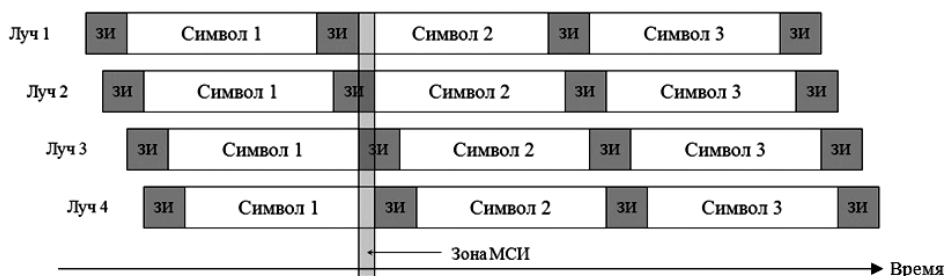 Луч 1 ЗИ Символ 1 ЗИ Символ 2 ЗИ Символ 3 ЗИ
Луч 2 ЗИ Символ 1 ЗИ Символ 2 ЗИ Символ 3 ЗИ
Луч 3 ЗИ Символ 1 ЗИ Символ 2 ЗИ Символ 3 ЗИ
Луч 4 ЗИ Символ 1 ЗИ Символ 2 ЗИ Символ 3 ЗИ
Зона МСИ
Время